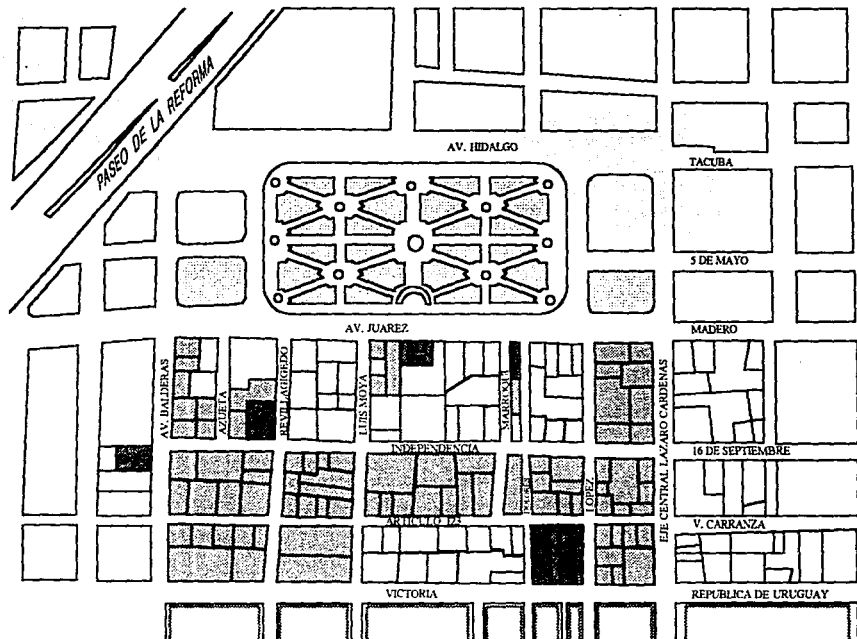 PASEO DE LA REFORMA
AV. HIDALGO
TACUBA
5 DE MAYO
AV. JUAREZ
MADERO
AV. BALDERAS
AZUETA
REVILLAGIGEDO
LUIS MOYA
MARROQUI
EJE CENTRAL LAZARO CARDENAS
INDEPENDENCIA
16 DE SEPTIEMBRE
DOLORES
LOPEZ
ARTICULO 123
V. CARRANZA
VICTORIA
REPUBLICA DE URUGUAY